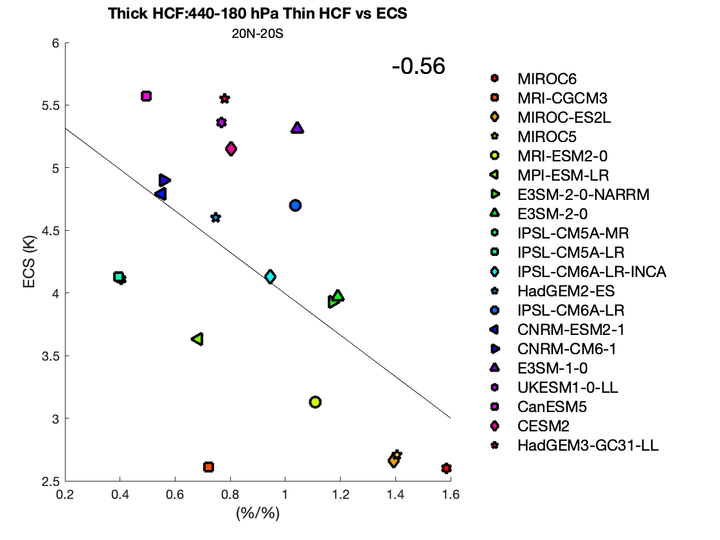 Thick HCF:440-180 hPa Thin HCF vs ECS
20N-20S
-0.56
6
5.5
5
4.5
4
3.5
3
2.5
ECS (K)
0.2 0.4 0.6 0.8 1 1.2 1.4 1.6
(%/%)
MIROC6
MRI-CGCM3
MIROC-ES2L
MIROC5
MRI-ESM2-0
MPI-ESM-LR
E3SM-2-0-NARRM
E3SM-2-0
IPSL-CM5A-MR
IPSL-CM5A-LR
IPSL-CM6A-LR-INCA
HadGEM2-ES
IPSL-CM6A-LR
CNRM-ESM2-1
CNRM-CM6-1
E3SM-1-0
UKESM1-0-LL
CanESM5
CESM2
HadGEM3-GC31-LL